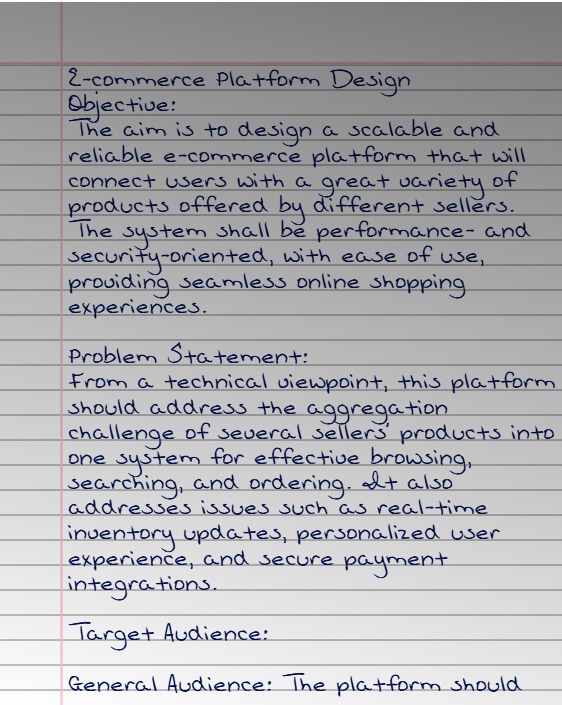 E-commerce Platform Design
Objective:
The aim is to design a scalable and
reliable e-commerce platform that will
connect users with a great variety of
products offered by different sellers.
The system shall be performance- and
security-oriented, with ease of use,
providing seamless online shopping
experiences.
Problem Statement:
From a technical viewpoint, this platform
should address the aggregation
challenge of several sellers' products into
one system for effective browsing,
searching, and ordering. It also
addresses issues such as real-time
inventory updates, personalized user
experience, and secure payment
integrations.
Target Audience:
General Audience: The platform should